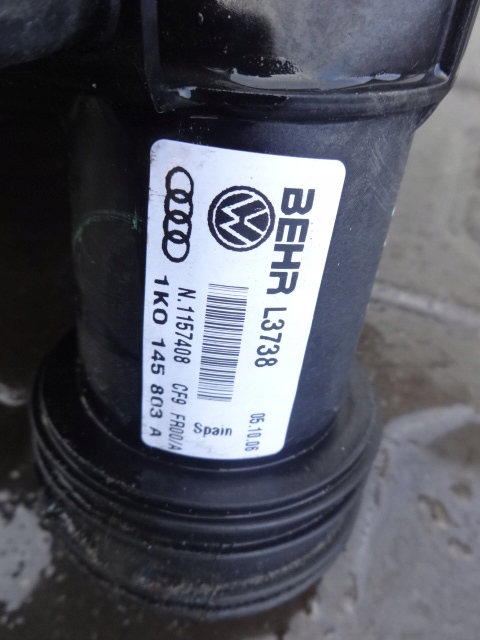 BEHR L3738
05.10.06
Spain
N.1157408 CF9 FR00/A
1K0 145 803 A